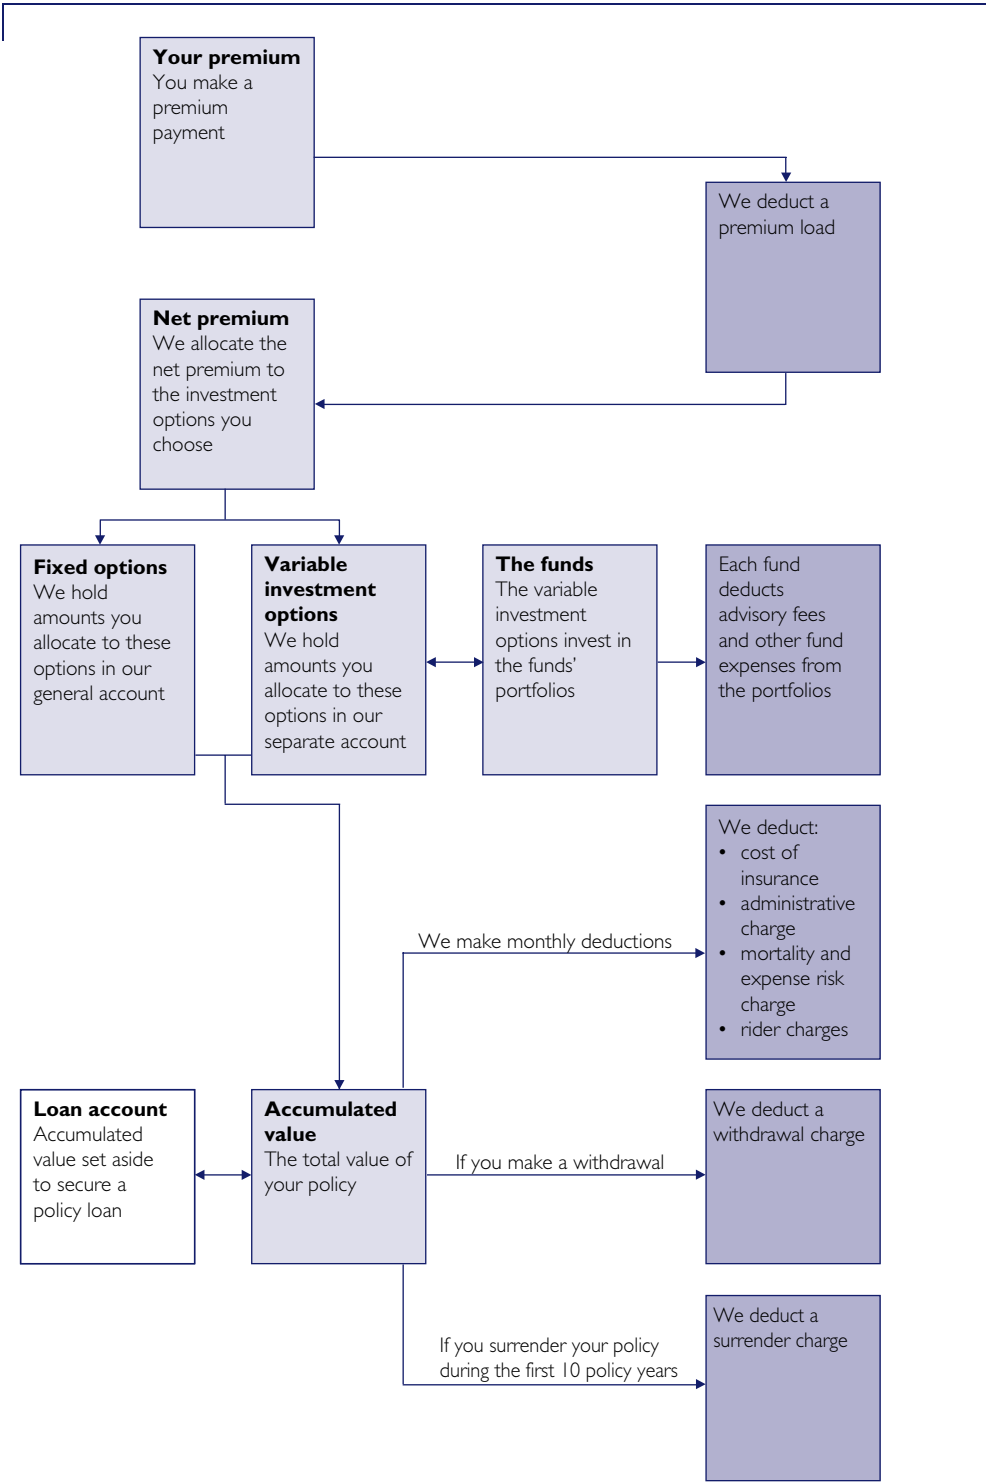 Your premium
You make a
premium
payment
We deduct a
premium load
Net premium
We allocate the
net premium to
the investment
options you
choose
Fixed options
We hold
amounts you
allocate to these
options in our
general account
Variable
investment
options
We hold
amounts you
allocate to these
options in our
separate account
The funds
The variable
investment
options invest in
the funds’
portfolios
Each fund
deducts
advisory fees
and other fund
expenses from
the portfolios
We deduct:
• cost of
insurance
• administrative
charge
• mortality and
expense risk
charge
• rider charges
We make monthly deductions
Loan account
Accumulated
value set aside
to secure a
policy loan
Accumulated
value
The total value of
your policy
If you make a withdrawal
We deduct a
withdrawal charge
If you surrender your policy
during the first 10 policy years
We deduct a
surrender charge